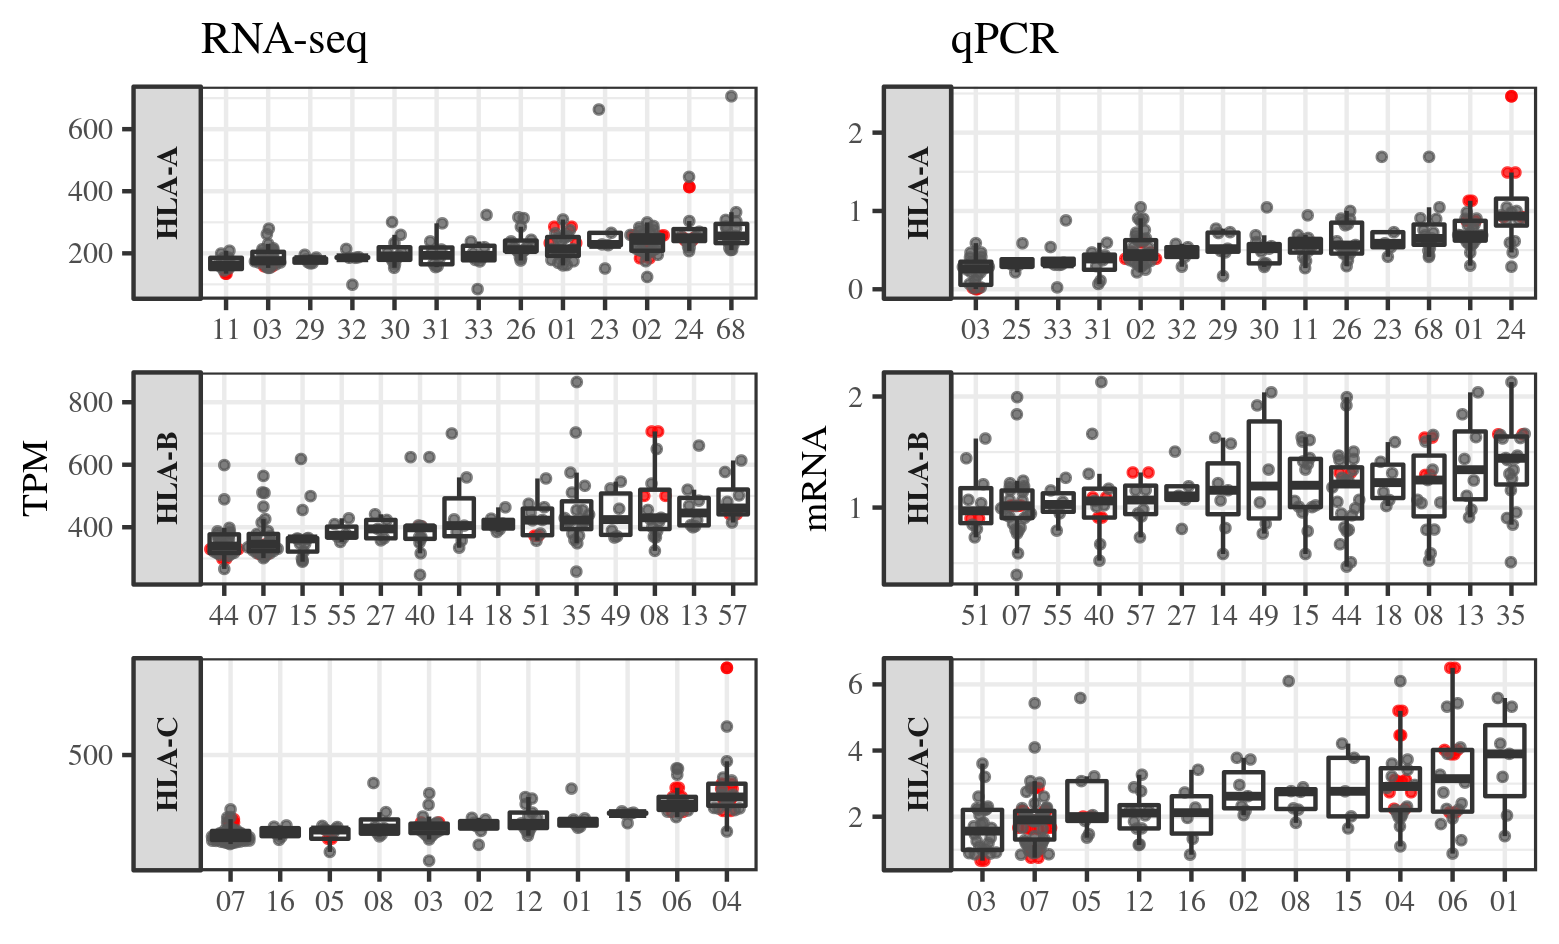 RNA-seq
qPCR
TPM
HLA-A
600
400
200
11 03 29 32 30 31 33 26 01 23 02 24 68
HLA-B
800
600
400
44 07 15 55 27 40 14 18 51 35 49 08 13 57
HLA-C
500
07 16 05 08 03 02 12 01 15 06 04
mRNA
HLA-A
2
1
0
03 25 33 31 02 32 29 30 11 26 23 68 01 24
HLA-B
2
1
51 07 55 40 57 27 14 49 15 44 18 08 13 35
HLA-C
6
4
2
03 07 05 12 16 02 08 15 04 06 01